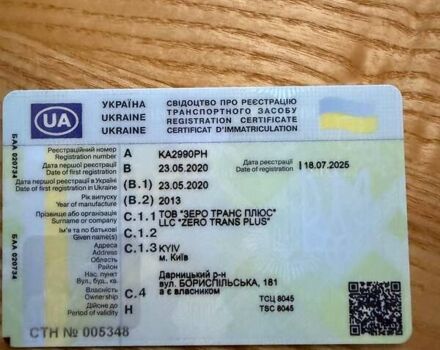 UA
УКРАЇНА
UKRAINE
UKRAINE
СВІДОЦТВО ПРО РЕЄСТРАЦІЮ
ТРАНСПОРТНОГО ЗАСОБУ
REGISTRATION CERTIFICATE
CERTIFICAT D'IMMATRICULATION
БАА 020734
Реєстраційний номер
Registration number
A
KA2990PH
Дата першої реєстрації
Date of first registration
B
23.05.2020
Дата реєстрації
Date of registration
I 18.07.2025
Дата першої реєстрації в Україні
Date of first registration in Ukraine
(B.1)
23.05.2020
Рік випуску
Year of manufacture
(B.2)
2013
Прізвище або організація
Surname or company
C.1.1
ТОВ "ЗЕРО ТРАНС ПЛЮС"
LLC "ZERO TRANS PLUS"
Ім'я та по батькові
Given name(s)
C.1.2
Адреса
Address
C.1.3
KYIV
м. Київ
Область
Район
Нас. пункт
Вул., буд., кв.
Дарницький р-н
вул. БОРИСПІЛЬСЬКА, 181
Власність
Ownership
C.4
а є власником
Дійсне до
Period of validity
H
ТСЦ 8045
TSC 8045
БАА 020734
СТН № 005348